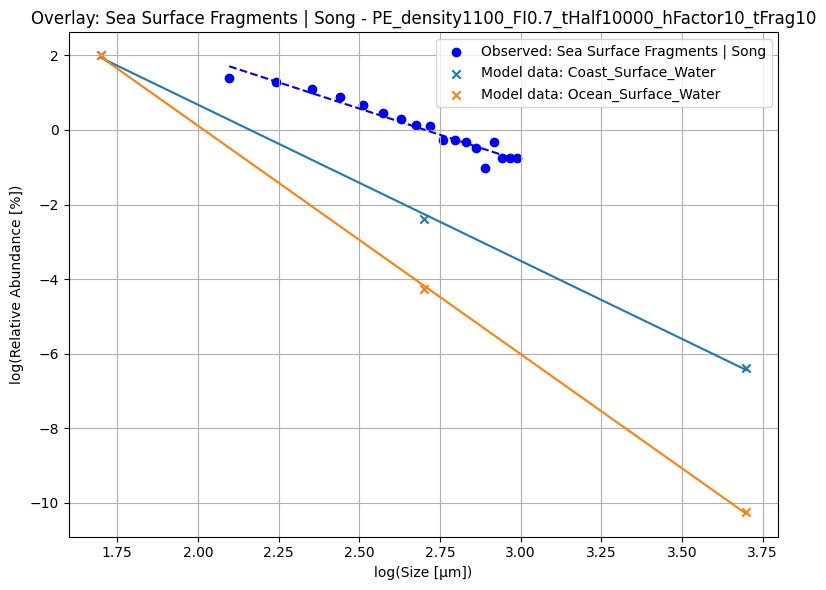 Overlay: Sea Surface Fragments | Song - PE_density1100_FI0.7_tHalf10000_hFactor10_tFrag10
Observed: Sea Surface Fragments | Song
Model data: Coast_Surface_Water
Model data: Ocean_Surface_Water
log(Relative Abundance [%])
2
0
−2
−4
−6
−8
−10
1.75 2.00 2.25 2.50 2.75 3.00 3.25 3.50 3.75
log(Size [μm])